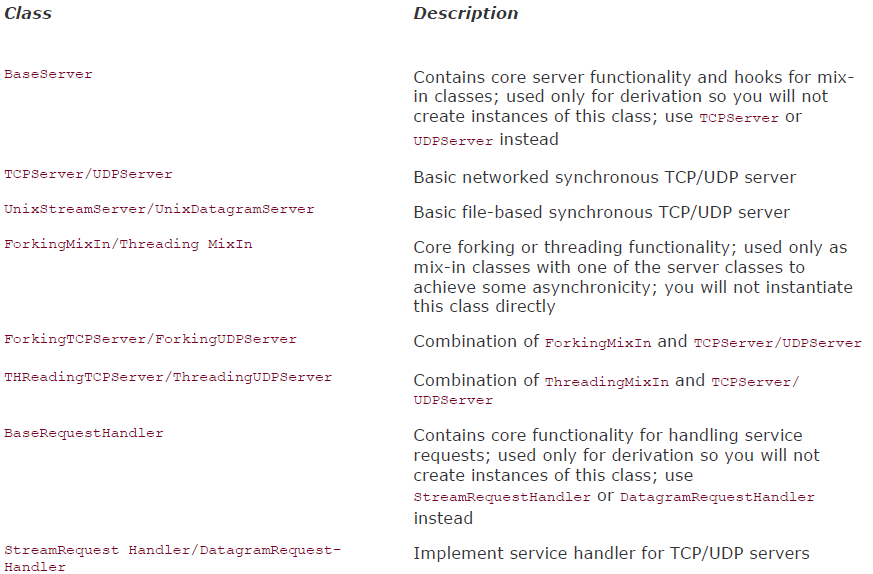 Class Description
BaseServer
Contains core server functionality and hooks for mix-
in classes; used only for derivation so you will not
create instances of this class; use TCPServer or
UDPServer instead
TCPServer/UDPServer
Basic networked synchronous TCP/UDP server
UnixStreamServer/UnixDatagramServer
Basic file-based synchronous TCP/UDP server
ForkingMixIn/Threading MixIn
Core forking or threading functionality; used only as
mix-in classes with one of the server classes to
achieve some asynchronicity; you will not instantiate
this class directly
ForkingTCPServer/ForkingUDPServer
Combination of ForkingMixIn and TCPServer/UDPServer
THReadingTCPServer/ThreadingUDPServer
Combination of ThreadingMixIn and TCPServer/
UDPServer
BaseRequestHandler
Contains core functionality for handling service
requests; used only for derivation so you will not
create instances of this class; use
StreamRequestHandler or DatagramRequestHandler
instead
StreamRequest Handler/DatagramRequest-
Handler
Implement service handler for TCP/UDP servers